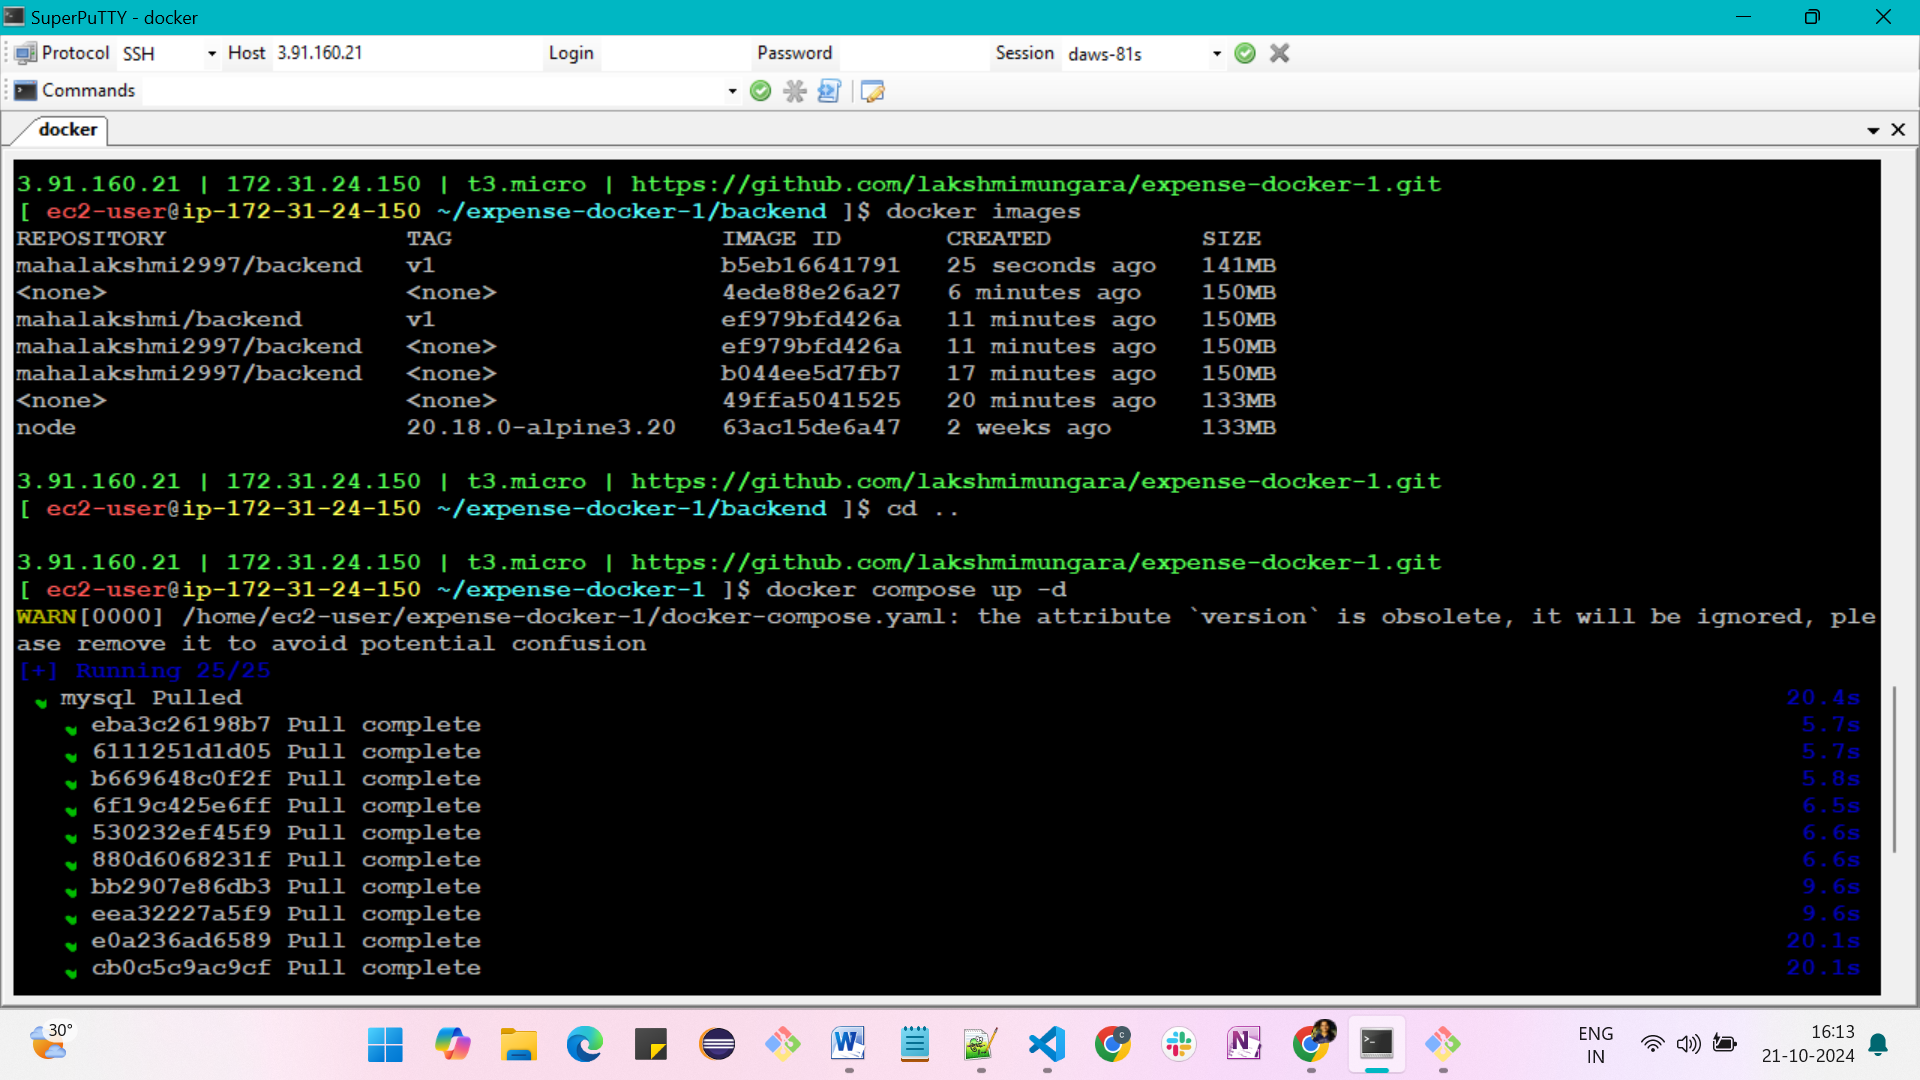 SuperPuTTY - docker
Protocol SSH Host 3.91.160.21 Login Password Session daws-81s
Commands
docker
3.91.160.21 | 172.31.24.150 | t3.micro | https://github.com/lakshmimungara/expense-docker-1.git
[ ec2-user@ip-172-31-24-150 ~/expense-docker-1/backend ]$ docker images
REPOSITORY TAG IMAGE ID CREATED SIZE
mahalakshmi2997/backend v1 b5eb16641791 25 seconds ago 141MB
<none> <none> 4ede88e26a27 6 minutes ago 150MB
mahalakshmi/backend v1 ef979bfd426a 11 minutes ago 150MB
mahalakshmi2997/backend <none> ef979bfd426a 11 minutes ago 150MB
mahalakshmi2997/backend <none> b044ee5d7fb7 17 minutes ago 150MB
<none> <none> 49ffa5041525 20 minutes ago 133MB
node 20.18.0-alpine3.20 63ac15de6a47 2 weeks ago 133MB
3.91.160.21 | 172.31.24.150 | t3.micro | https://github.com/lakshmimungara/expense-docker-1.git
[ ec2-user@ip-172-31-24-150 ~/expense-docker-1/backend ]$ cd ..
3.91.160.21 | 172.31.24.150 | t3.micro | https://github.com/lakshmimungara/expense-docker-1.git
[ ec2-user@ip-172-31-24-150 ~/expense-docker-1 ]$ docker compose up -d
WARN[0000] /home/ec2-user/expense-docker-1/docker-compose.yaml: the attribute `version` is obsolete, it will be ignored, ple
ase remove it to avoid potential confusion
[+] Running 25/25
mysql Pulled 20.4s
eba3c26198b7 Pull complete 5.7s
6111251d1d05 Pull complete 5.7s
b669648c0f2f Pull complete 5.8s
6f19c425e6ff Pull complete 6.5s
530232ef45f9 Pull complete 6.6s
880d6068231f Pull complete 6.6s
bb2907e86db3 Pull complete 9.6s
eea32227a5f9 Pull complete 9.6s
e0a236ad6589 Pull complete 20.1s
cb0c5c9ac9cf Pull complete 20.1s
30°
ENG
IN
16:13
21-10-2024